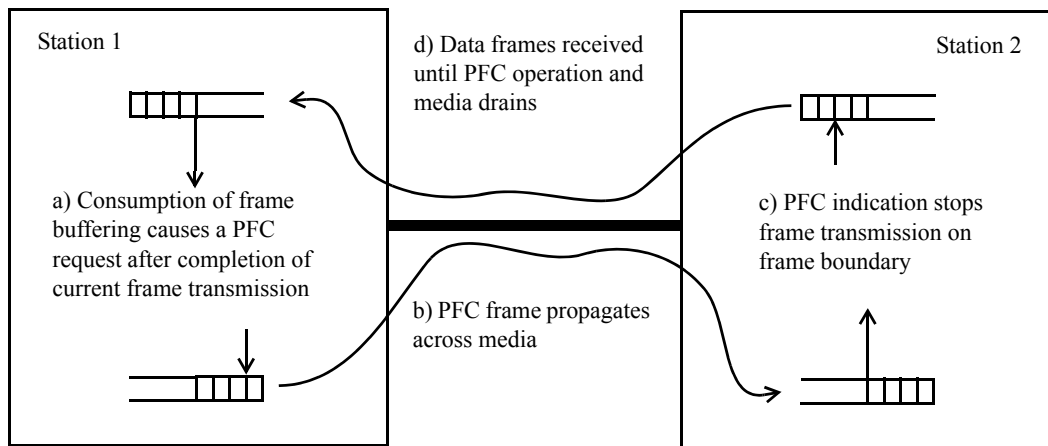 Station 1
d) Data frames received
until PFC operation and
media drains
Station 2
a) Consumption of frame
buffering causes a PFC
request after completion of
current frame transmission
c) PFC indication stops
frame transmission on
frame boundary
b) PFC frame propagates
across media